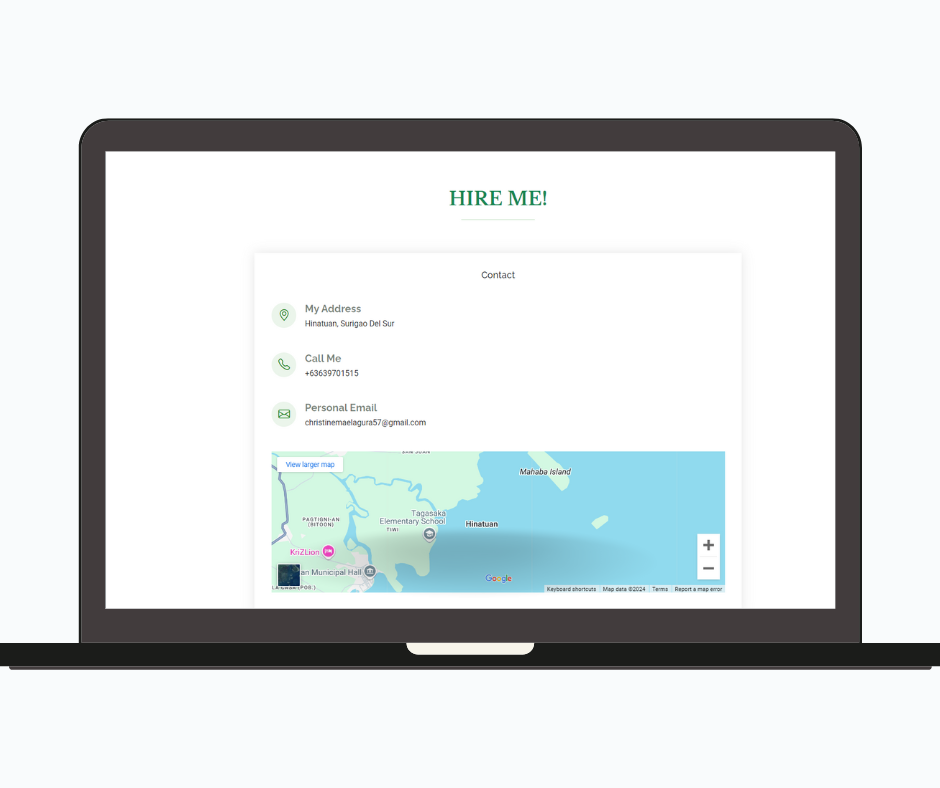 HIRE ME!
Contact
My Address
Hinatuan, Surigao Del Sur
Call Me
+63639701515
Personal Email
christinemaelagura57@gmail.com
View larger map
Mahaba Island
Tagasaka
Elementary School
TIWI
Hinatuan
PASTIGNI-AN
(BITOON)
KriZLion
an Municipal Hall
Google
Keyboard shortcuts Map data ©2024 Terms Report a map error